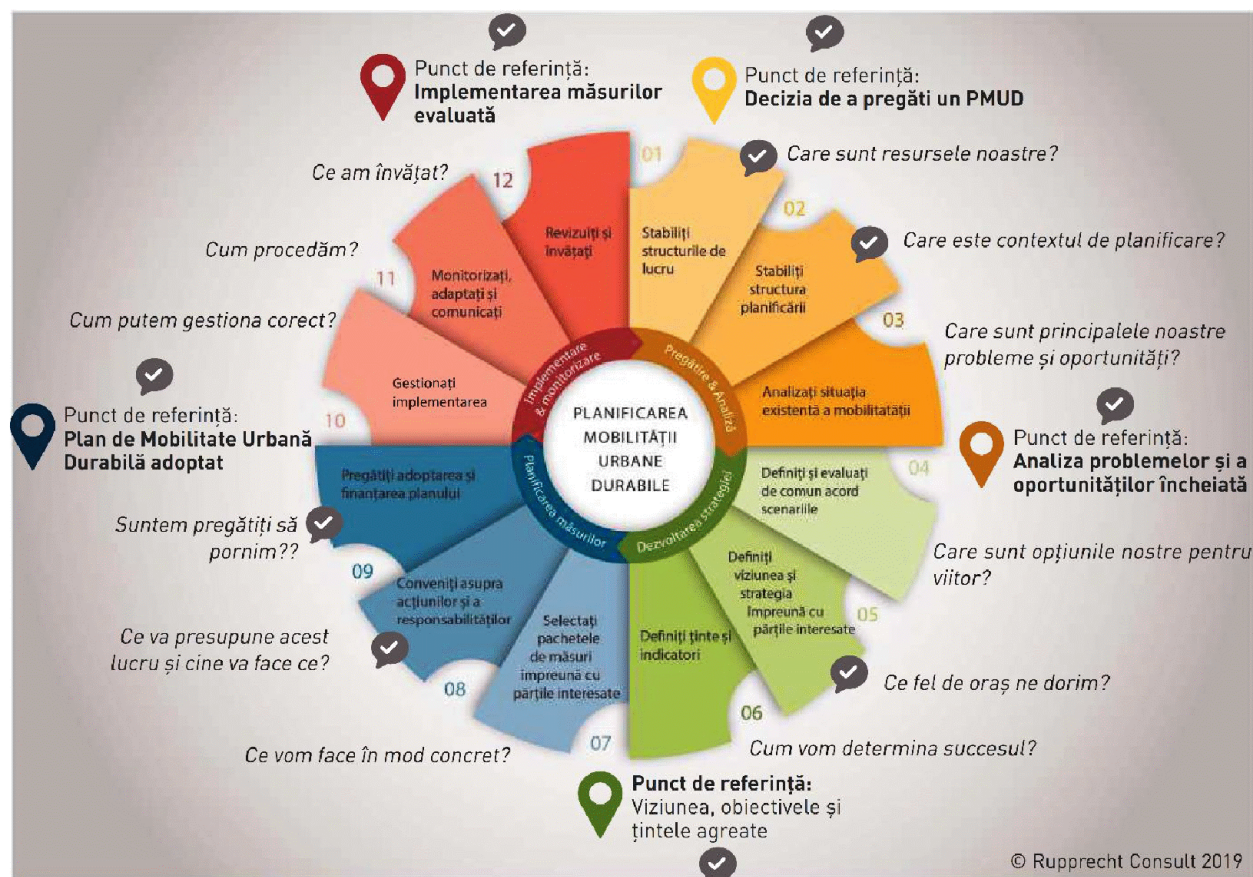 Punct de referință:
Implementarea măsurilor
evaluată
Punct de referință:
Decizia de a pregăti un PMUD
Ce am învățat?
12
01
Care sunt resursele noastre?
02
Cum procedăm?
Care este contextul de planificare?
Revizuiți și
învățați
Stabiliți
structurile de
lucru
Monitorizați,
adaptați și
comunicați
Stabiliți
structura
planificării
11
03
Cum putem gestiona corect?
Care sunt principalele noastre
probleme și oportunități?
Implementare
& monitorizare
Pregătire & Analiză
Gestionați
implementarea
Analizați situația
existentă a mobilitatății
10
Punct de referință:
Plan de Mobilitate Urbană
Durabilă adoptat
PLANIFICAREA
MOBILITĂȚII
URBANE
DURABILE
Punct de referință:
Analiza problemelor și a
oportunităților încheiată
04
Pregătiți adoptarea și
finanțarea planului
Definiți și evaluați
de comun acord
scenariile
Planificarea măsurilor
Dezvoltarea strategiei
Suntem pregătiți să
pornim??
Care sunt opțiunile nostre pentru
viitor?
09
Conveniți asupra
acțiunilor și a
responsabilităților
Definiți
viziunea și
strategia
Impreună cu
părțile interesate
05
Selectați
pachetele
de măsuri
impreună cu
părțile interesate
Definiți ținte și
indicatori
Ce va presupune acest
lucru și cine va face ce?
08
Ce fel de oraș ne dorim?
07
06
Ce vom face în mod concret?
Cum vom determina succesul?
Punct de referință:
Viziunea, obiectivele și
țintele agreate
© Rupprecht Consult 2019